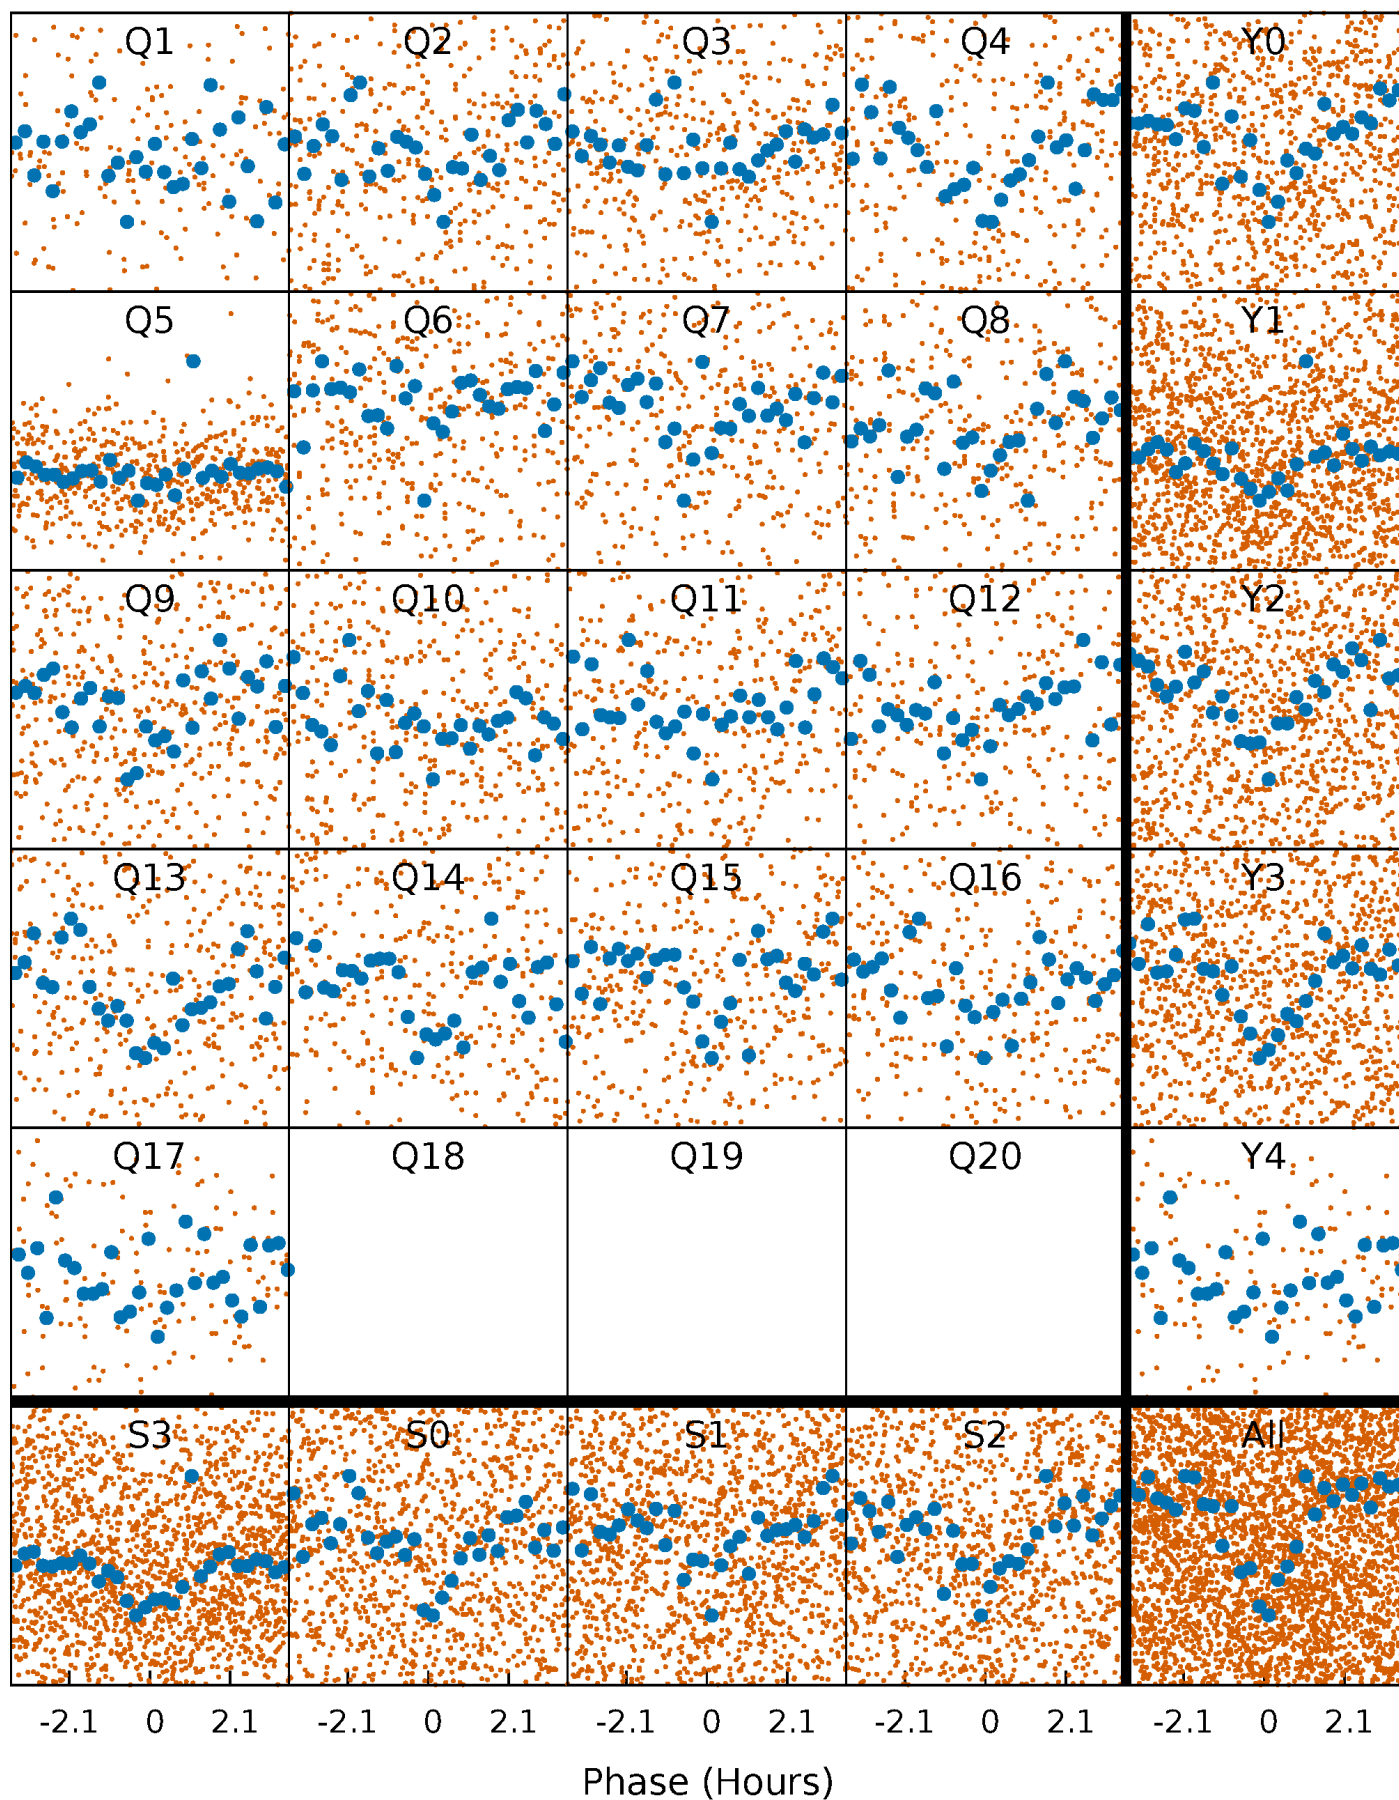 Q1 Q2 Q3 Q4 Y0
Q5 Q6 Q7 Q8 Y1
Q9 Q10 Q11 Q12 Y2
Q13 Q14 Q15 Q16 Y3
Q17 Q18 Q19 Q20 Y4
S3 S0 S1 S2 All
-2.1 0 2.1 -2.1 0 2.1 -2.1 0 2.1 -2.1 0 2.1 -2.1 0 2.1
Phase (Hours)